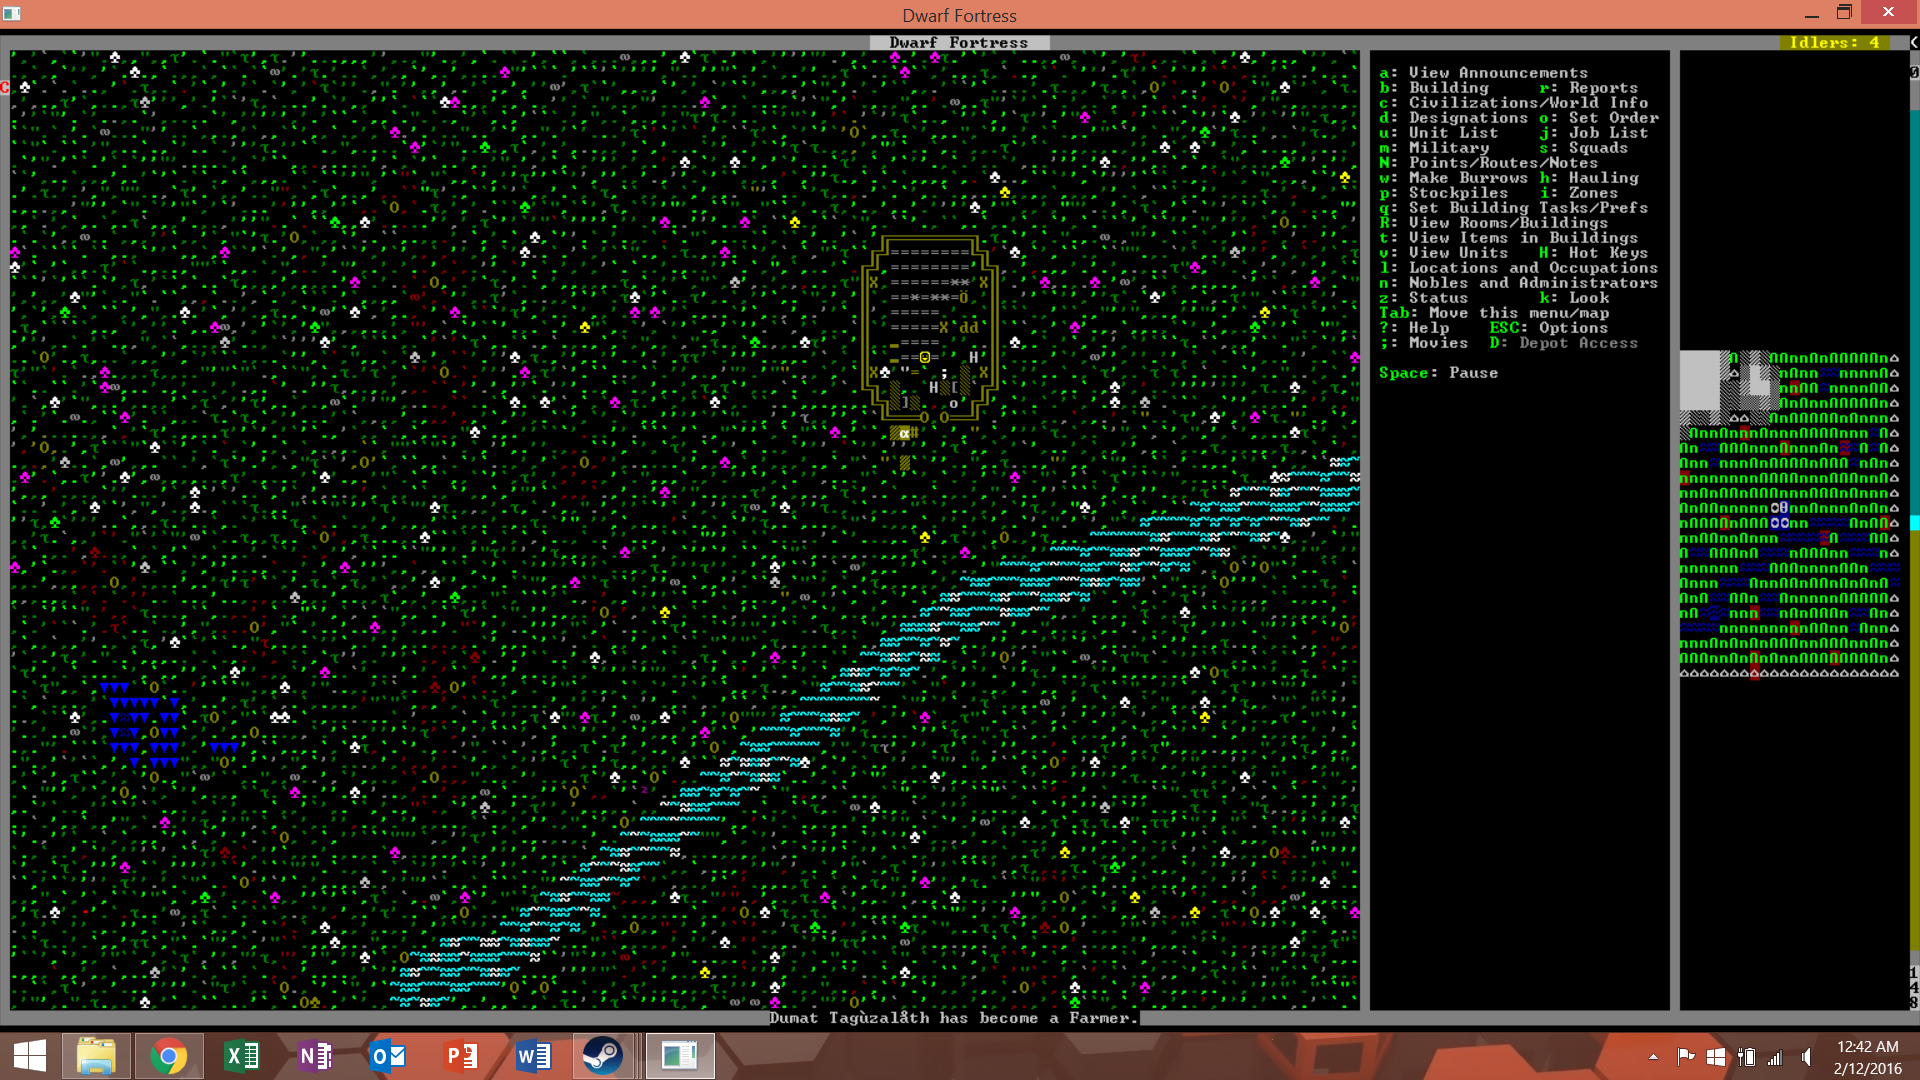 Dwarf Fortress
Dwarf Fortress
Idlers: 4
a: View Announcements
b: Building r: Reports
c: Civilizations/World Info
d: Designations o: Set Order
u: Unit List j: Job List
m: Military s: Squads
N: Points/Routes/Notes
w: Make Burrows h: Hauling
p: Stockpiles i: Zones
q: Set Building Tasks/Prefs
R: View Rooms/Buildings
t: View Items in Buildings
v: View Units H: Hot Keys
l: Locations and Occupations
n: Nobles and Administrators
z: Status k: Look
Tab: Move this menu/map
?: Help ESC: Options
;: Movies D: Depot Access
Space: Pause
Dumat Tagùzalåth has become a Farmer.
12:42 AM
2/12/2016